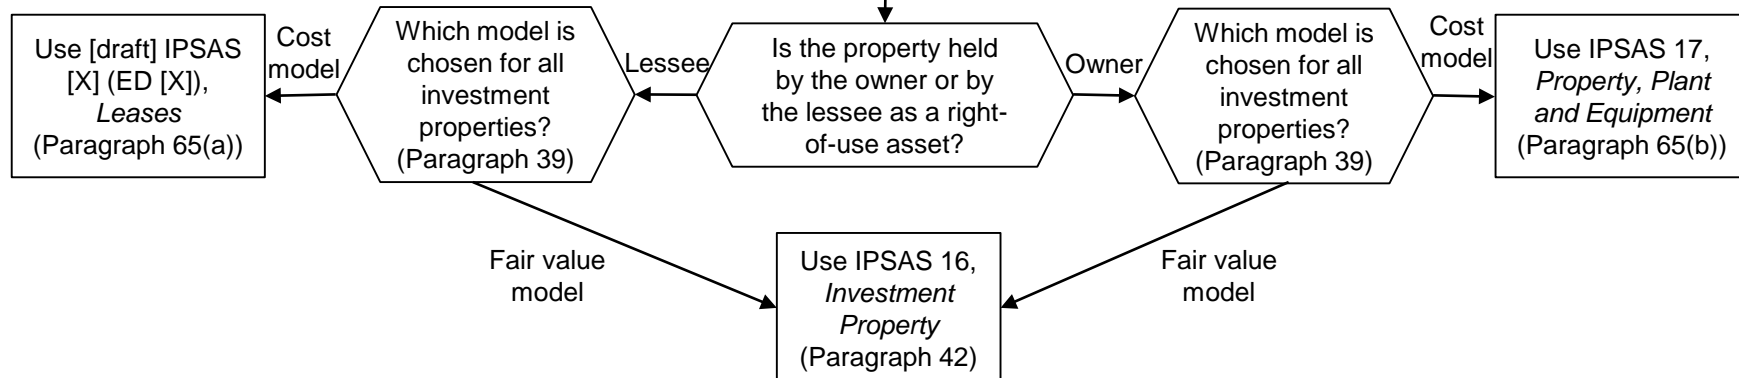 Use [draft] IPSAS
[X] (ED [X]),
Leases
(Paragraph 65(a))
Cost
model
Which model is
chosen for all
investment
properties?
(Paragraph 39)
Lessee
Is the property held
by the owner or by
the lessee as a right-
of-use asset?
Owner
Which model is
chosen for all
investment
properties?
(Paragraph 39)
Cost
model
Use IPSAS 17,
Property, Plant
and Equipment
(Paragraph 65(b))
Fair value
model
Use IPSAS 16,
Investment
Property
(Paragraph 42)
Fair value
model